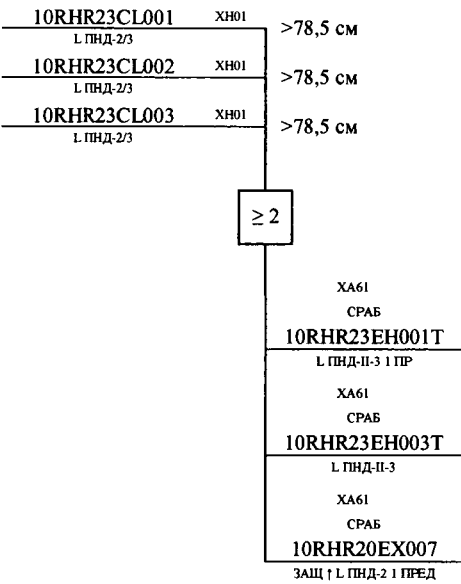 10RHR23CL001 XH01 >78,5 см
L ПНД-2/3
10RHR23CL002 XH01 >78,5 см
L ПНД-2/3
10RHR23CL003 XH01 >78,5 см
L ПНД-2/3
≥ 2
XA61
СРАБ
10RHR23EH001T
L ПНД-II-3 1 ПР
XA61
СРАБ
10RHR23EH003T
L ПНД-II-3
XA61
СРАБ
10RHR20EX007
ЗАЩ ↑ L ПНД-2 1 ПРЕД